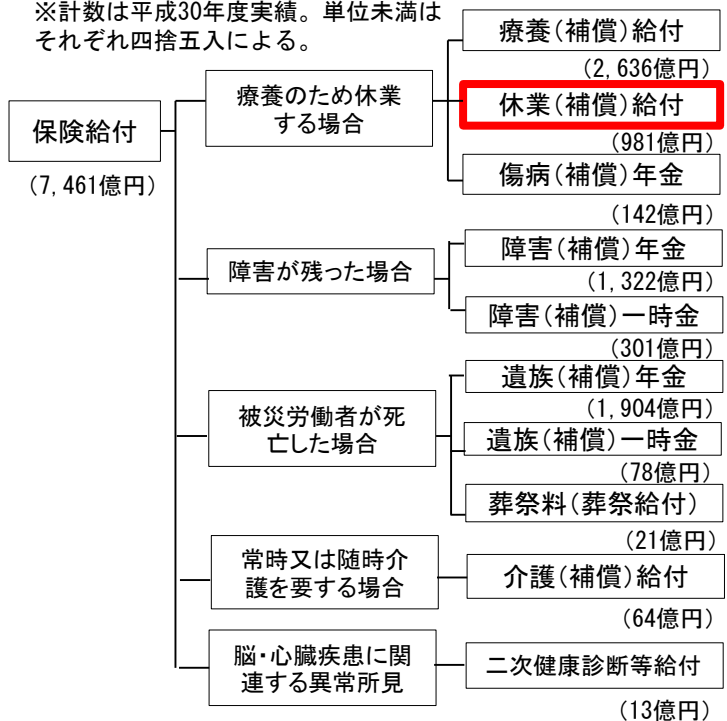 ※計数は平成30年度実績。単位未満は
それぞれ四捨五入による。
保険給付
(7,461億円)
療養のため休業
する場合
療養(補償)給付
(2,636億円)
休業(補償)給付
(981億円)
傷病(補償)年金
(142億円)
障害が残った場合
障害(補償)年金
(1,322億円)
障害(補償)一時金
(301億円)
被災労働者が死
亡した場合
遺族(補償)年金
(1,904億円)
遺族(補償)一時金
(78億円)
葬祭料(葬祭給付)
(21億円)
常時又は随時介
護を要する場合
介護(補償)給付
(64億円)
脳・心臓疾患に関
連する異常所見
二次健康診断等給付
(13億円)